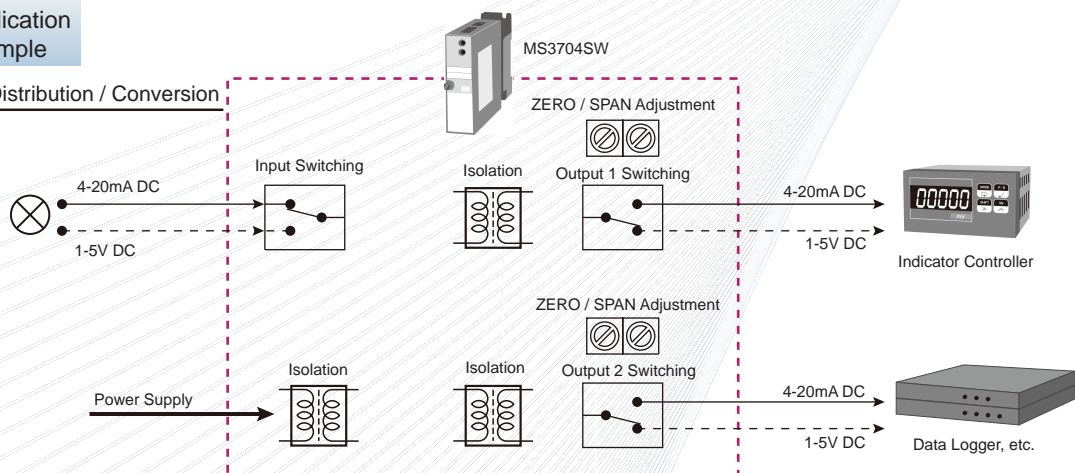 lication
mple
Distribution / Conversion
MS3704SW
ZERO / SPAN Adjustment
Input Switching
Isolation
Output 1 Switching
4-20mA DC
4-20mA DC
00000
1-5V DC
1-5V DC
Indicator Controller
ZERO / SPAN Adjustment
Isolation
Isolation
Output 2 Switching
Power Supply
4-20mA DC
1-5V DC
Data Logger, etc.